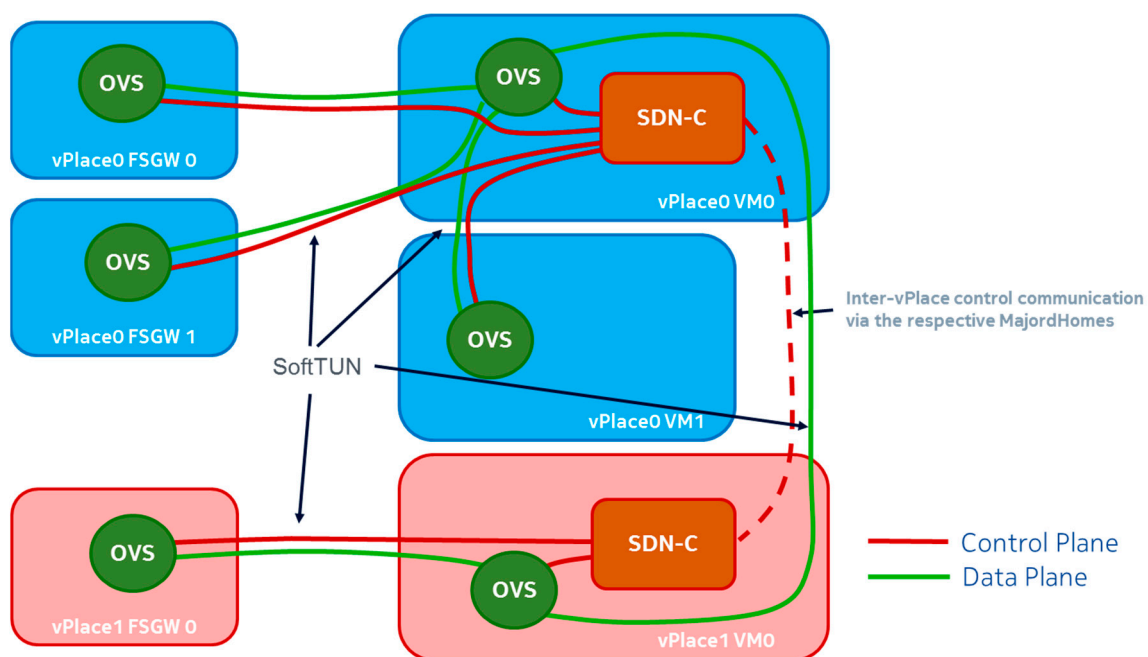 OVS
vPlace0 FSGW 0
OVS
SDN-C
vPlace0 VM0
OVS
vPlace0 FSGW 1
OVS
vPlace0 VM1
SoftTUN
Inter-vPlace control communication
via the respective MajordHomes
OVS
vPlace1 FSGW 0
SDN-C
OVS
vPlace1 VM0
Control Plane
Data Plane